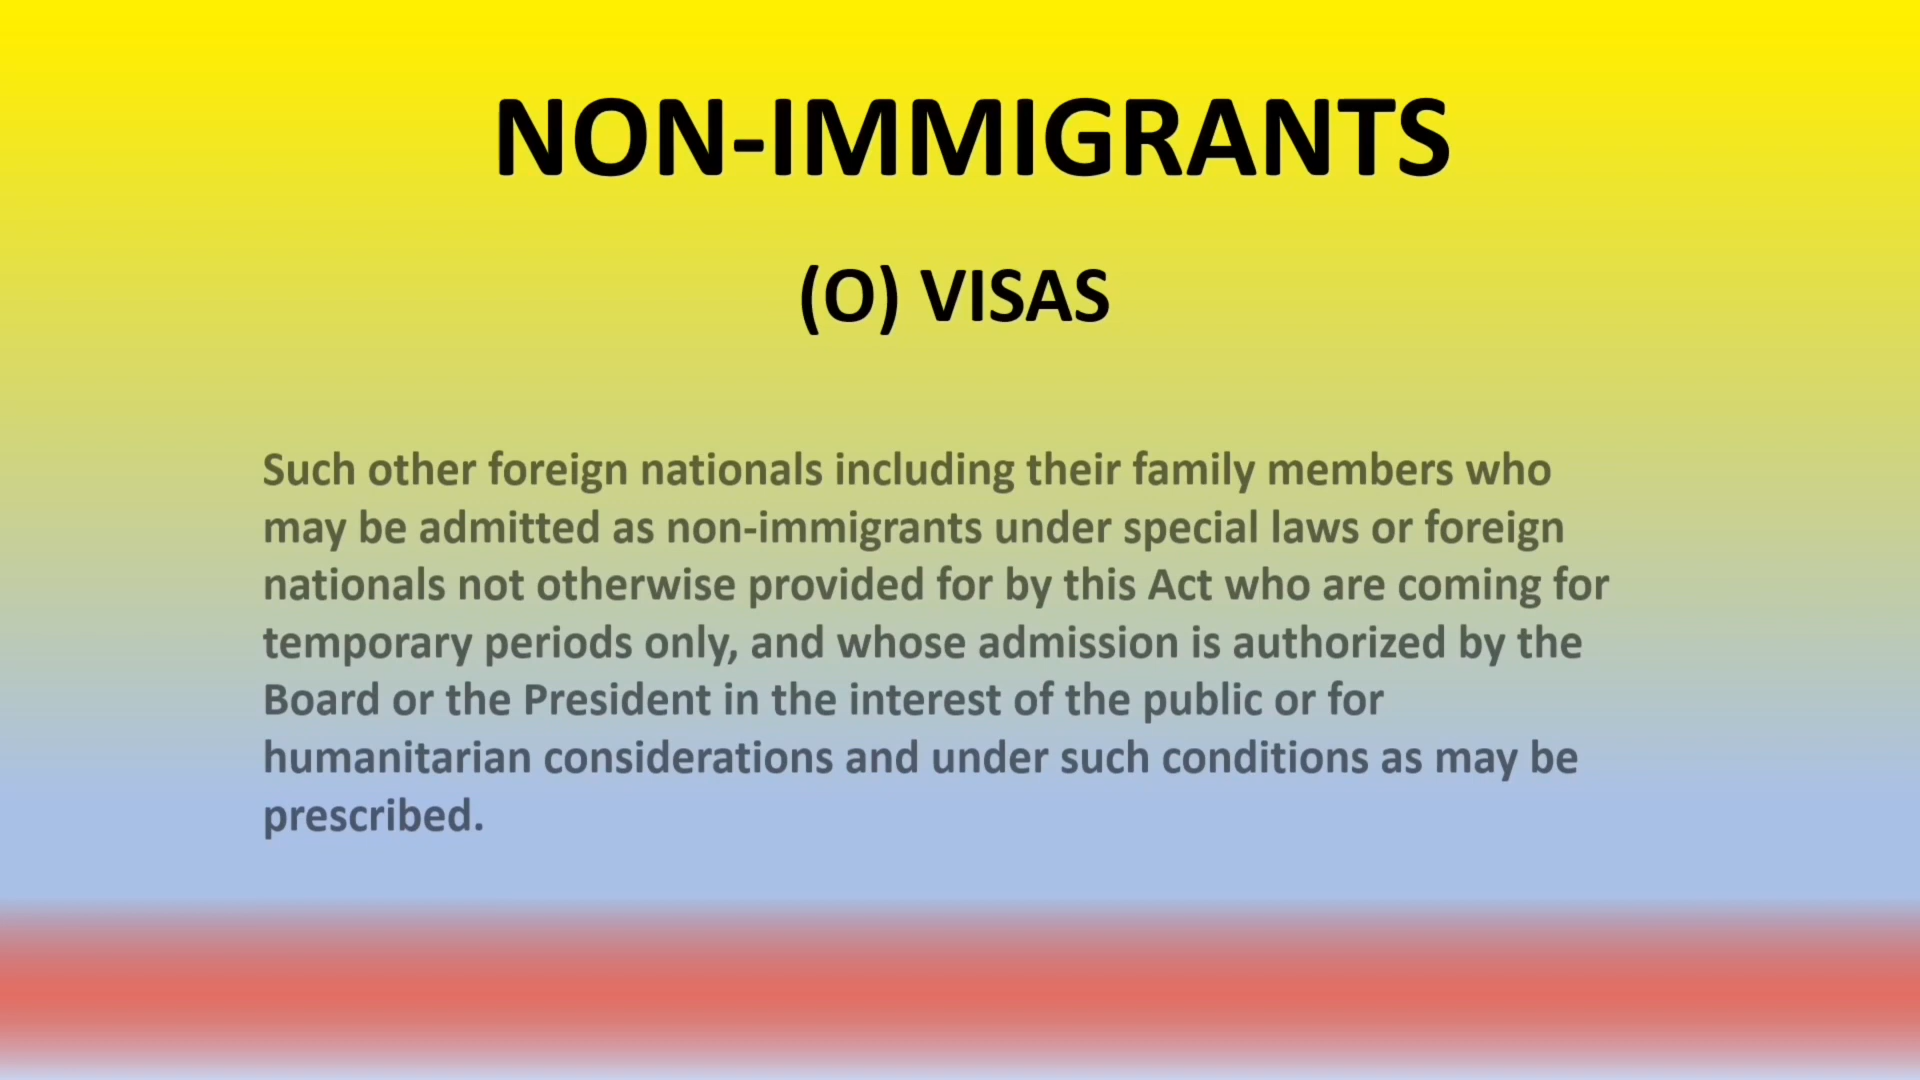 NON-IMMIGRANTS
(O) VISAS
Such other foreign nationals including their family members who
may be admitted as non-immigrants under special laws or foreign
nationals not otherwise provided for by this Act who are coming for
temporary periods only, and whose admission is authorized by the
Board or the President in the interest of the public or for
humanitarian considerations and under such conditions as may be
prescribed.